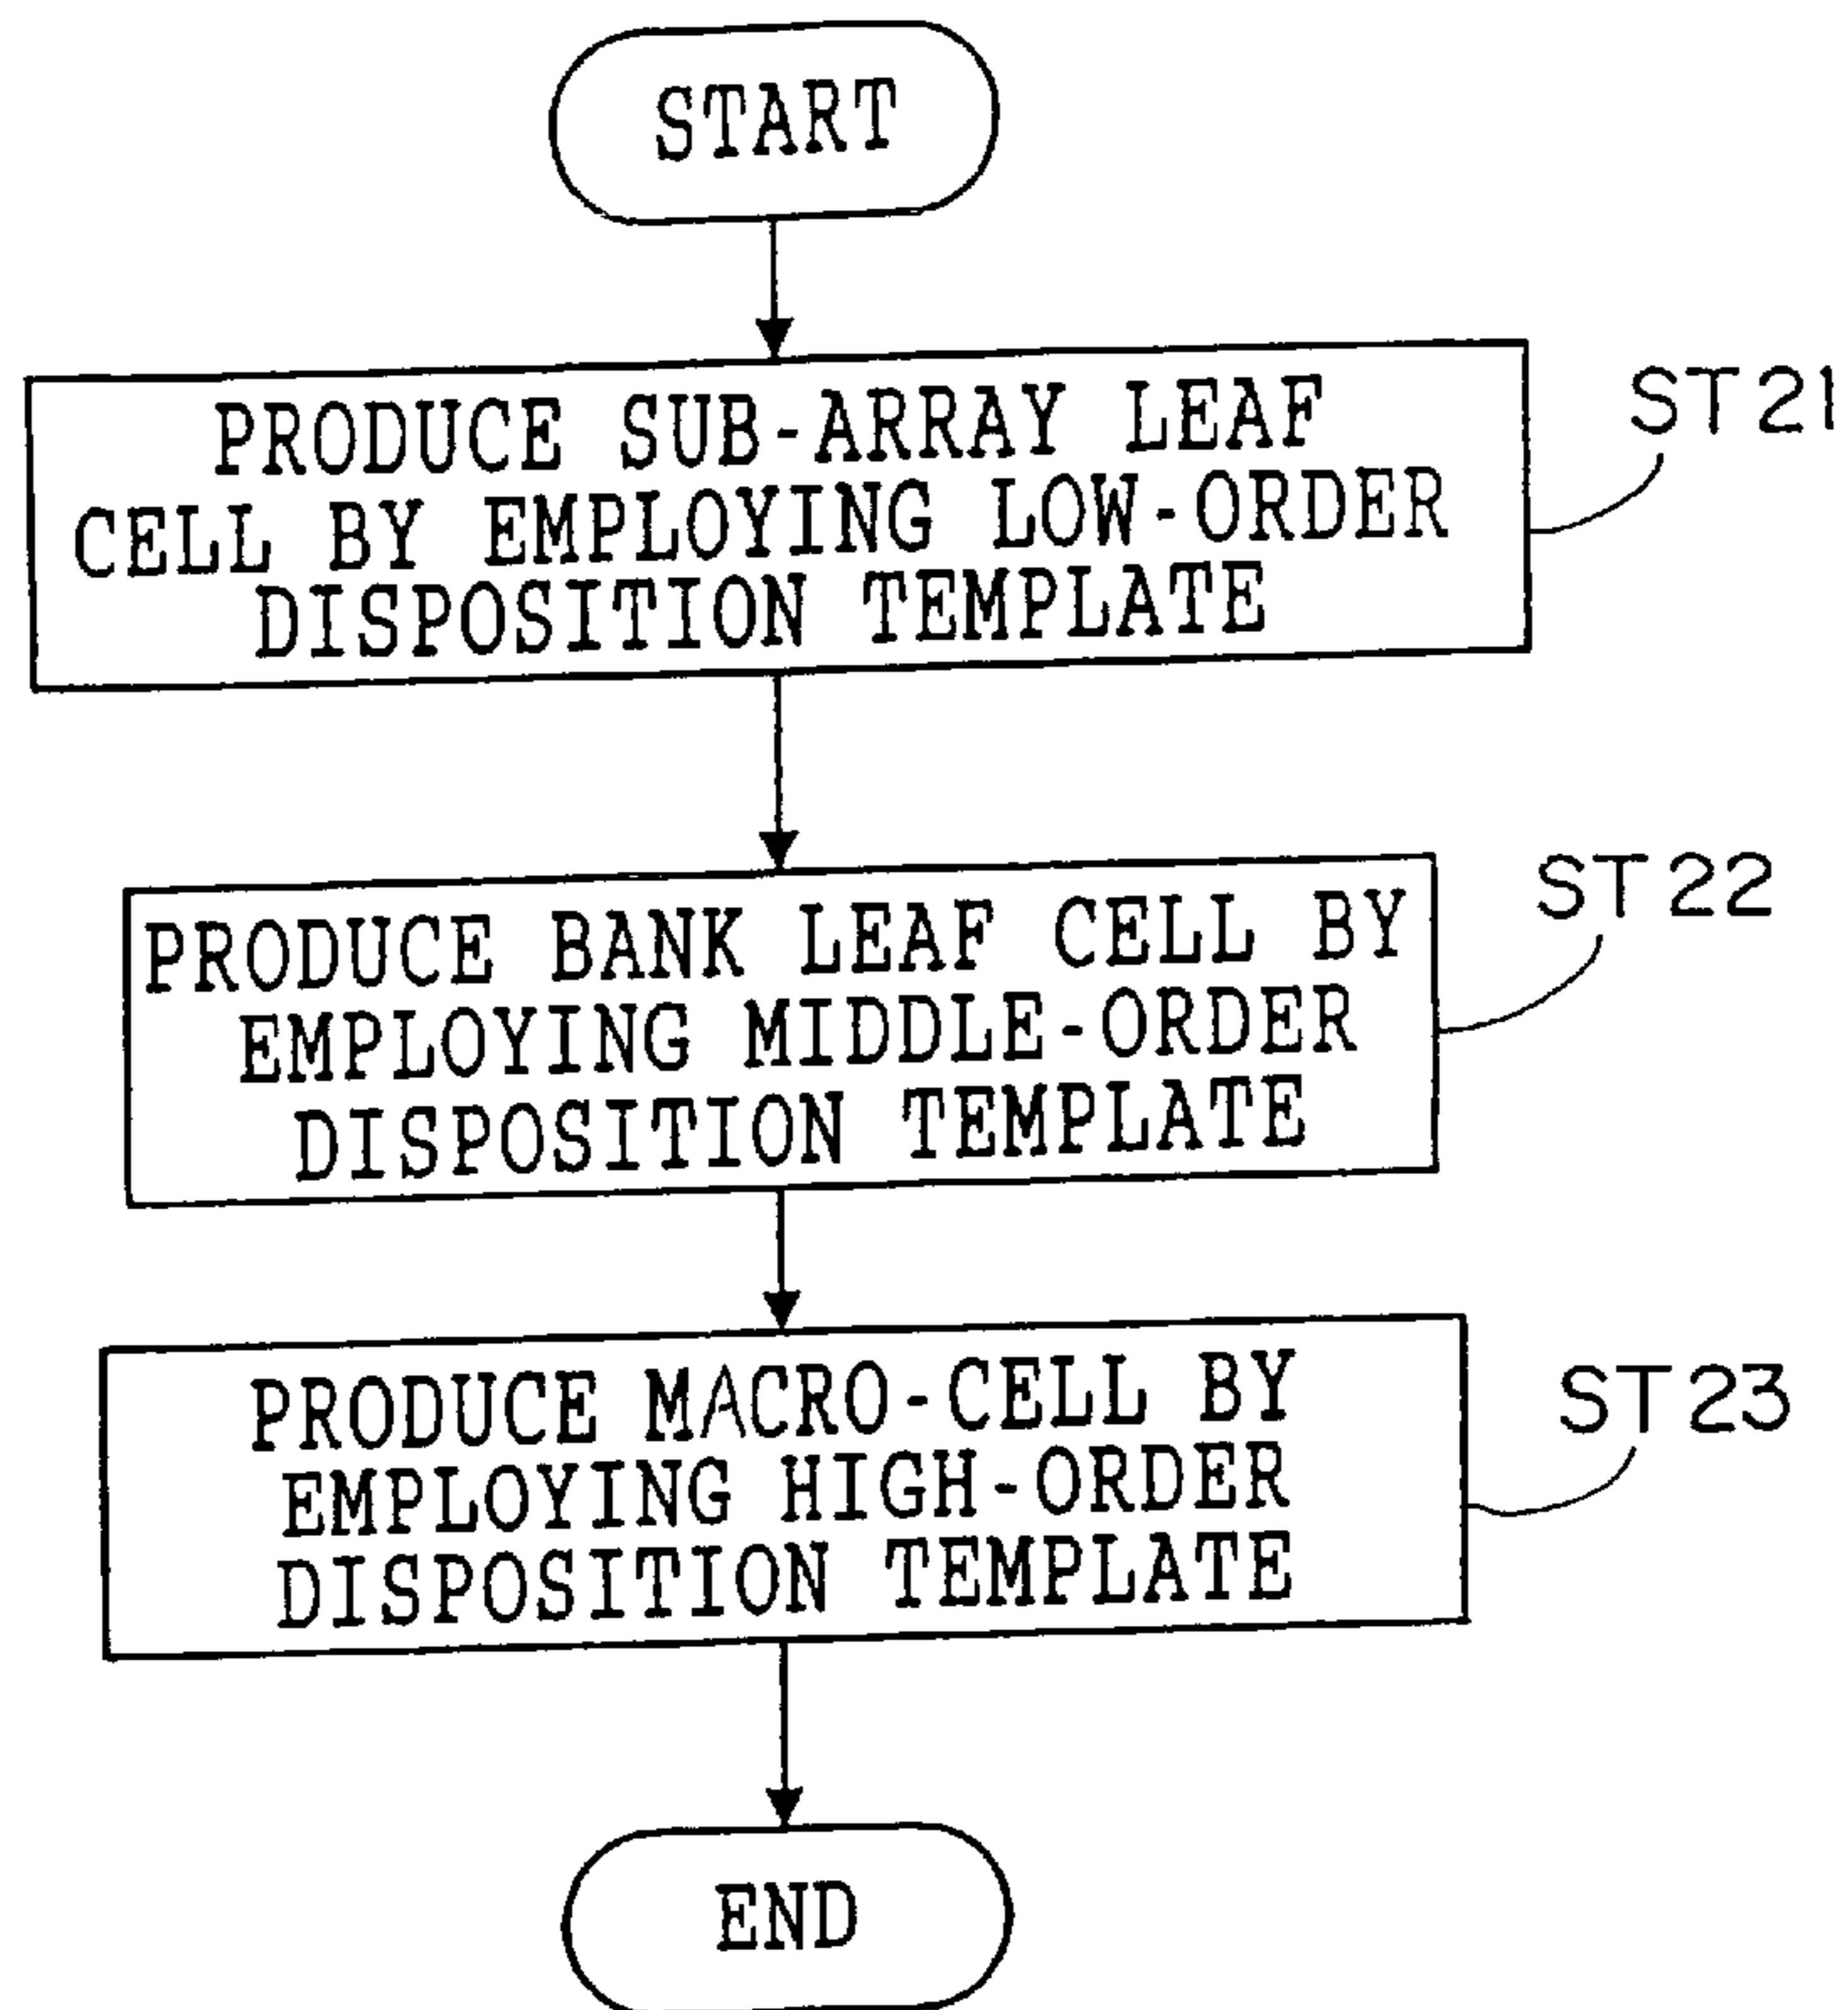 START
PRODUCE SUB-ARRAY LEAF
CELL BY EMPLOYING LOW-ORDER
DISPOSITION TEMPLATE
ST21
PRODUCE BANK LEAF CELL BY
EMPLOYING MIDDLE-ORDER
DISPOSITION TEMPLATE
ST22
PRODUCE MACRO-CELL BY
EMPLOYING HIGH-ORDER
DISPOSITION TEMPLATE
ST23
END